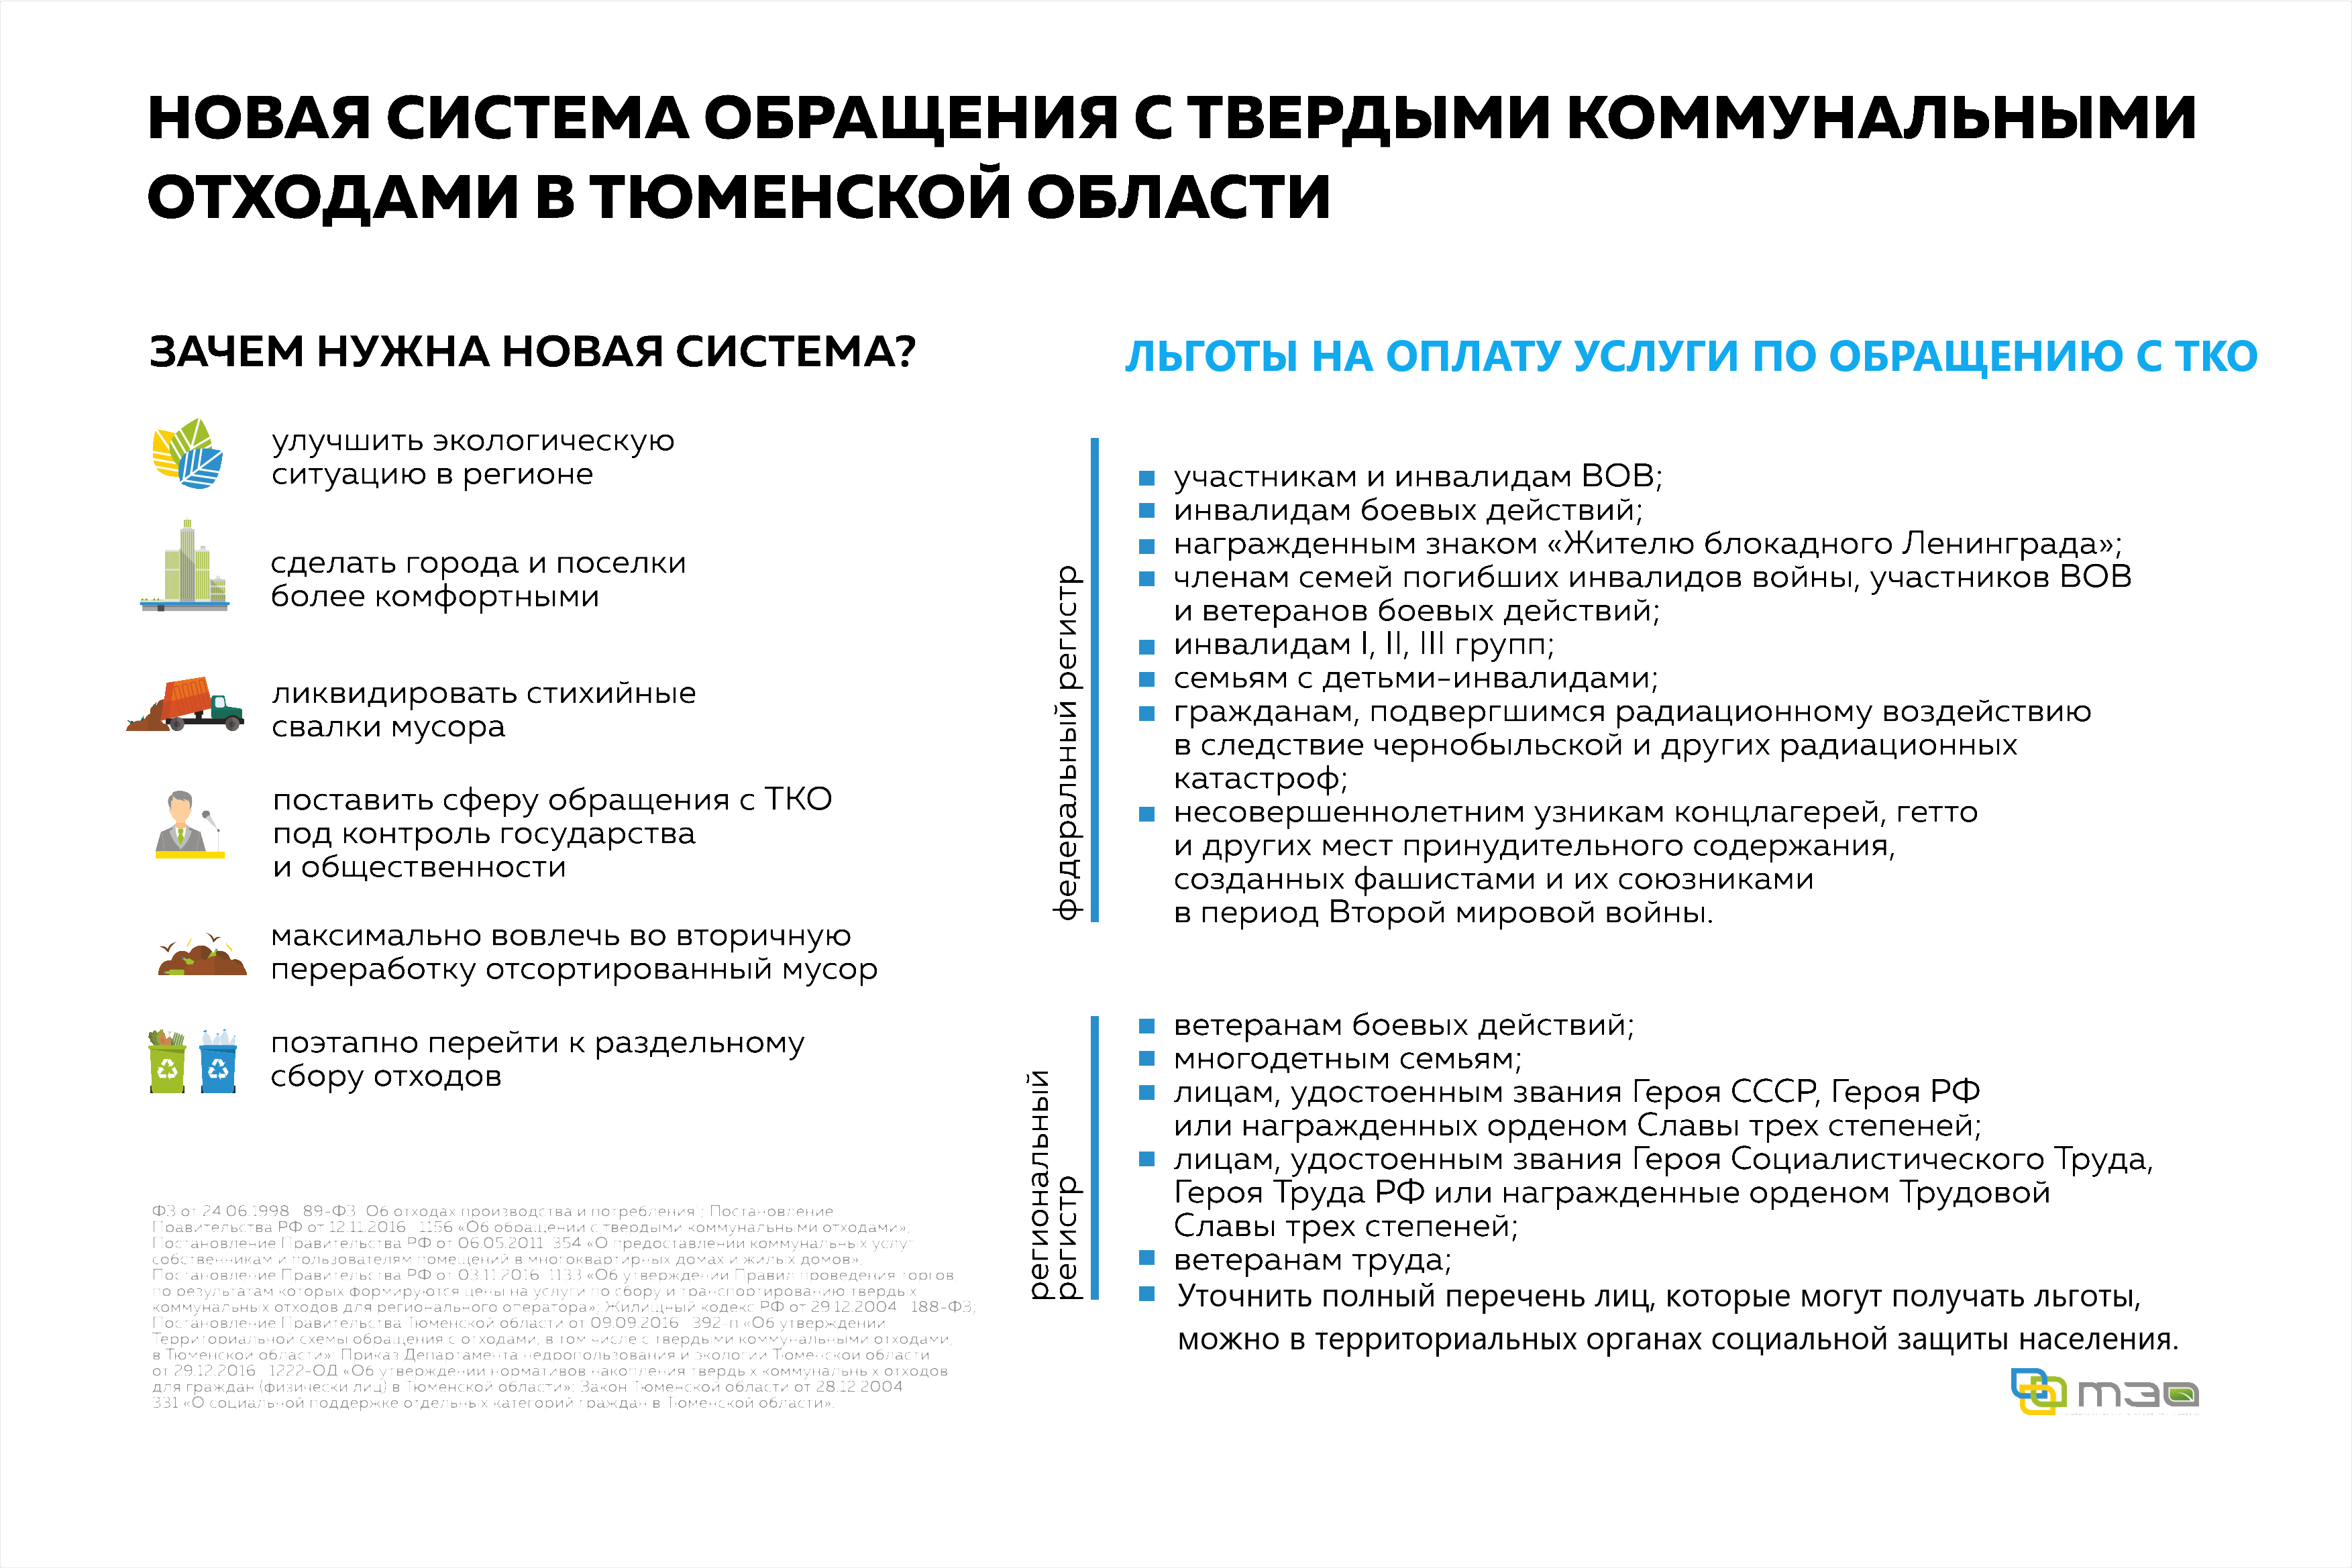 НОВАЯ СИСТЕМА ОБРАЩЕНИЯ С ТВЕРДЫМИ КОММУНАЛЬНЫМИ
ОТХОДАМИ В ТЮМЕНСКОЙ ОБЛАСТИ
ЗАЧЕМ НУЖНА НОВАЯ СИСТЕМА?
улучшить экологическую
ситуацию в регионе
сделать города и поселки
более комфортными
ликвидировать стихийные
свалки мусора
поставить сферу обращения с ТКО
под контроль государства
и общественности
максимально вовлечь во вторичную
переработку отсортированный мусор
поэтапно перейти к раздельному
сбору отходов
ФЗ от 24.06.1998 89-ФЗ Об отходах производства и потребления ; Постановление
Правительства РФ от 12.11.2016 1156 «Об обращении с твердыми коммунальными отходами»;
Постановление Правительства РФ от 06.05.2011 354 «О предоставлении коммунальных услуг
собственникам и пользователям помещений в многоквартирных домах и жилых домов»;
Постановление Правительства РФ от 03.11.2016 1133 «Об утверждении Правил проведения торгов
по результатам которых формируются цены на услуги по сбору и транспортированию твердых
коммунальных отходов для регионального оператора»; Жилищный кодекс РФ от 29.12.2004 188-ФЗ;
Постановление Правительства Тюменской области от 09.09.2016 392-п «Об утверждении
Территориальной схемы обращения с отходами, в том числе с твердыми коммунальными отходами,
в Тюменской области»; Приказ Департамента недропользования и экологии Тюменской области
от 29.12.2016 1222-ОД «Об утверждении нормативов накопления твердых коммунальных отходов
для граждан (физически лиц) в Тюменской области»; Закон Тюменской области от 28.12.2004
331 «О социальной поддержке отдельных категорий граждан в Тюменской области».
ЛЬГОТЫ НА ОПЛАТУ УСЛУГИ ПО ОБРАЩЕНИЮ С ТКО
федеральный регистр
участникам и инвалидам ВОВ;
инвалидам боевых действий;
награжденным знаком «Жителю блокадного Ленинграда»;
членам семей погибших инвалидов войны, участников ВОВ
и ветеранов боевых действий;
инвалидам I, II, III групп;
семьям с детьми-инвалидами;
гражданам, подвергшимся радиационному воздействию
в следствие чернобыльской и других радиационных
катастроф;
несовершеннолетним узникам концлагерей, гетто
и других мест принудительного содержания,
созданных фашистами и их союзниками
в период Второй мировой войны.
региональный
регистр
ветеранам боевых действий;
многодетным семьям;
лицам, удостоенным звания Героя СССР, Героя РФ
или награжденных орденом Славы трех степеней;
лицам, удостоенным звания Героя Социалистического Труда,
Героя Труда РФ или награжденные орденом Трудовой
Славы трех степеней;
ветеранам труда;
Уточнить полный перечень лиц, которые могут получать льготы,
можно в территориальных органах социальной защиты населения.
тэо